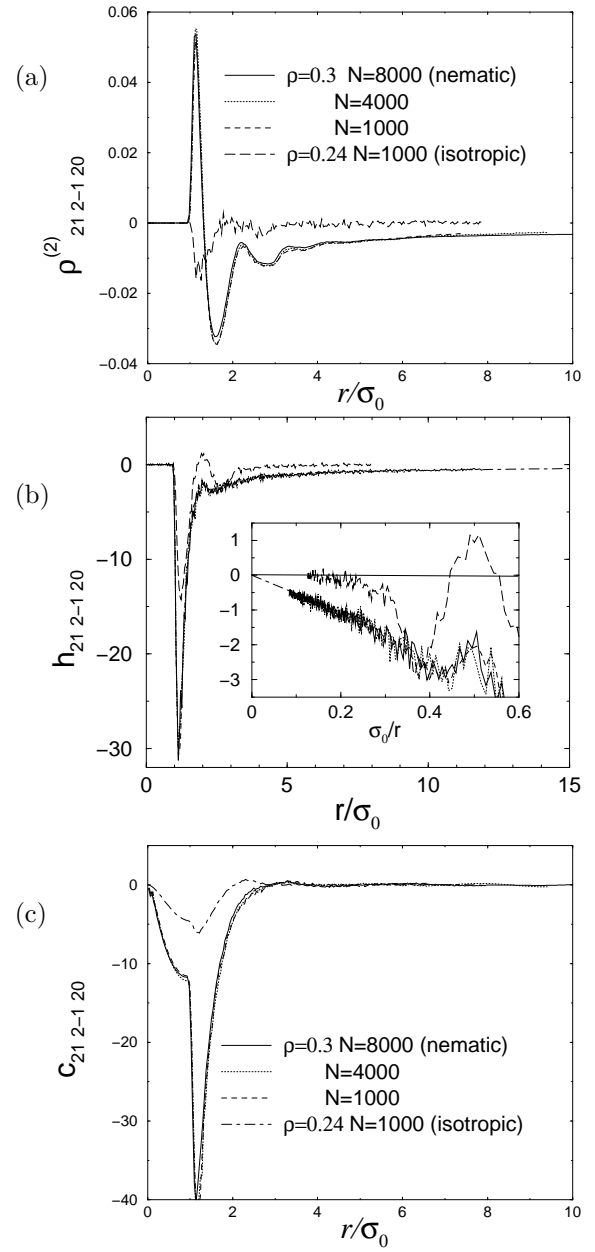 (a)
0.06
0.04
0.02
0
−0.02
−0.04
ρ(2) 21 2−1 20
ρ=0.3 N=8000 (nematic)
N=4000
N=1000
ρ=0.24 N=1000 (isotropic)
0 2 4 6 8 10
r/σ0
(b)
0
−10
−20
−30
h21 2−1 20
1
0
−1
−2
−3
0 0.2 0.4 0.6
σ0/r
0 5 10 15
r/σ0
(c)
0
−10
−20
−30
−40
c21 2−1 20
ρ=0.3 N=8000 (nematic)
N=4000
N=1000
ρ=0.24 N=1000 (isotropic)
0 2 4 6 8 10
r/σ0